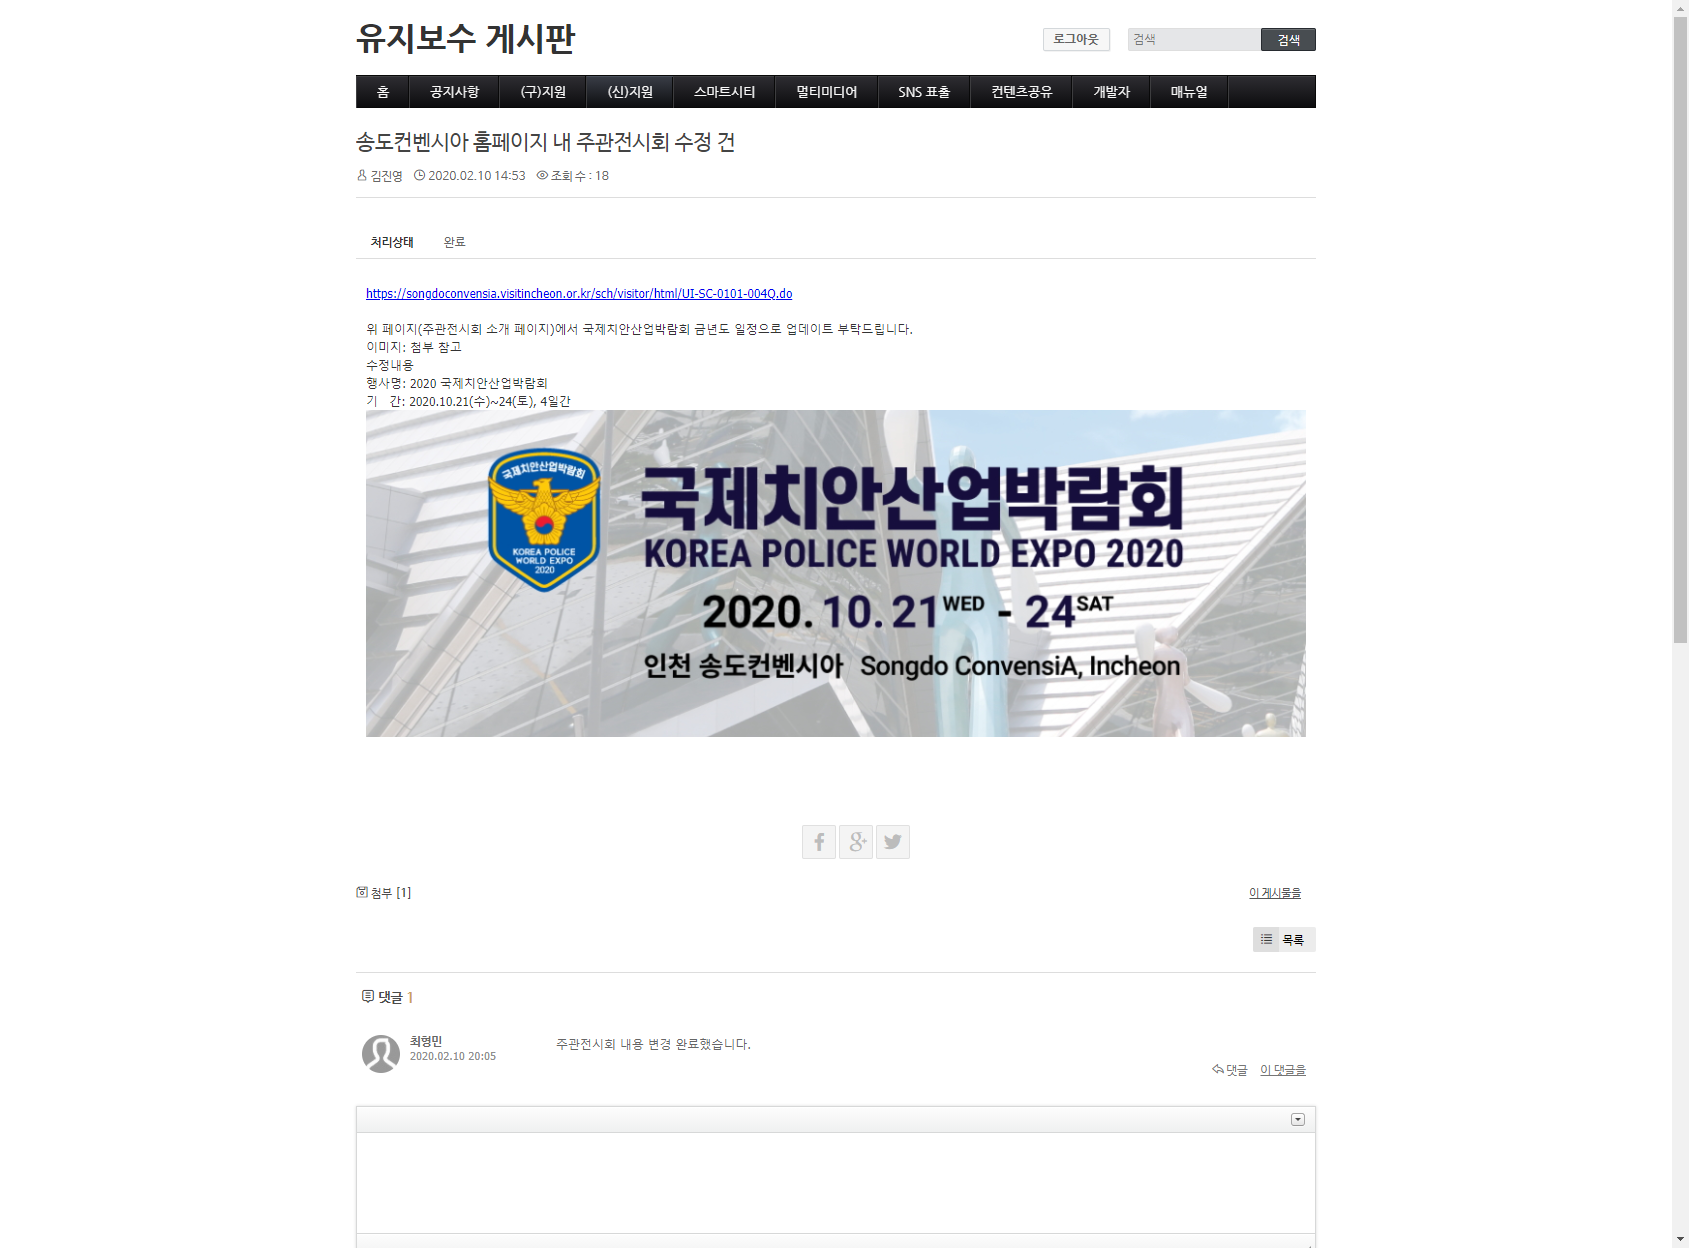 유지보수 게시판
로그아웃
검색
검색
홈
공지사항
(구)지원
(신)지원
스마트시티
멀티미디어
SNS 표출
컨텐츠공유
개발자
매뉴얼
송도컨벤시아 홈페이지 내 주관전시회 수정 건
김진영 2020.02.10 14:53 조회 수 : 18
처리상태 완료
https://songdoconvensia.visitincheon.or.kr/sch/visitor/html/UI-SC-0101-004Q.do
위 페이지(주관전시회 소개 페이지)에서 국제치안산업박람회 금년도 일정으로 업데이트 부탁드립니다.
이미지: 첨부 참고
수정내용
행사명: 2020 국제치안산업박람회
기 간: 2020.10.21(수)~24(토), 4일간
국제치안산업박람회
KOREA POLICE
WORLD EXPO
2020
국제치안산업박람회
KOREA POLICE WORLD EXPO 2020
2020. 10. 21 WED - 24 SAT
인천 송도컨벤시아 Songdo ConvensiA, Incheon
첨부 [1]
이 게시물을
목록
댓글 1
최형민
2020.02.10 20:05
주관전시회 내용 변경 완료했습니다.
댓글
이 댓글을